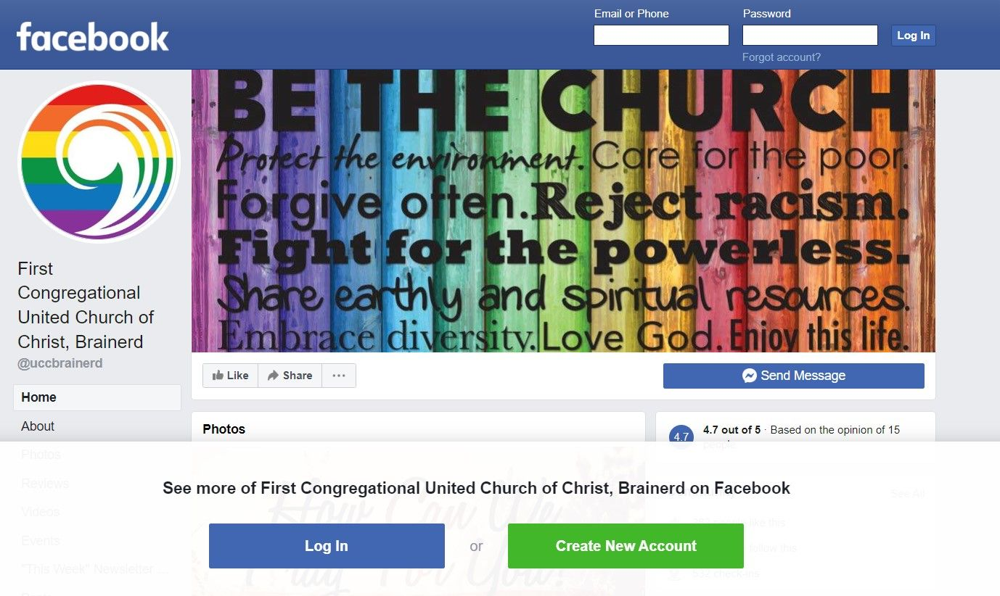 facebook
Email or Phone
Password
Log In
Forgot account?
BE THE CHURCH
Protect the environment. Care for the poor.
Forgive often. Reject racism.
Fight for the powerless.
Share earthly and spiritual resources.
Embrace diversity. Love God. Enjoy this life.
First
Congregational
United Church of
Christ, Brainerd
@uccbrainerd
Home
About
Photos
Reviews
Videos
Events
"This Week" Newsletter ...
Like
Share
...
Send Message
Photos
How Can We
Pray For You?
4.7
4.7 out of 5 · Based on the opinion of 15
people
See All
like this
follow this
532 check-ins
See more of First Congregational United Church of Christ, Brainerd on Facebook
Log In
or
Create New Account